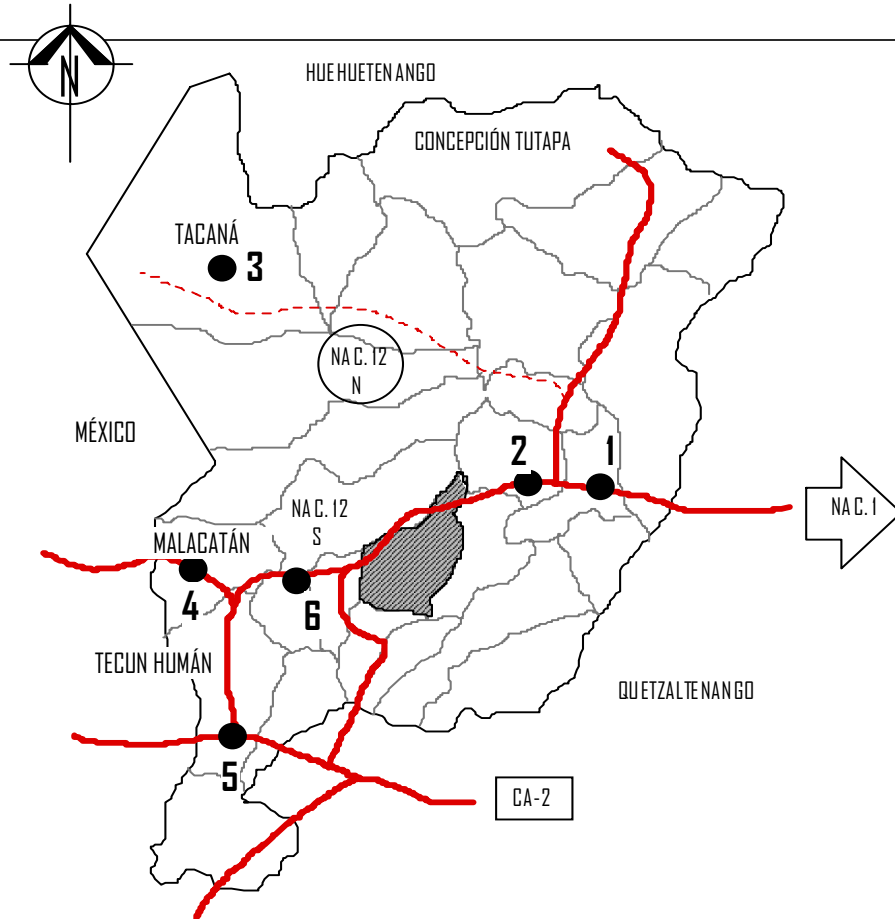 N
HUEHUETENANGO
CONCEPCIÓN TUTAPA
TACANÁ
3
NAC. 12
N
MÉXICO
2
1
NAC. 12
S
NAC. 1
MALACATÁN
4
6
TECUN HUMÁN
QUETZALTENANGO
5
CA-2